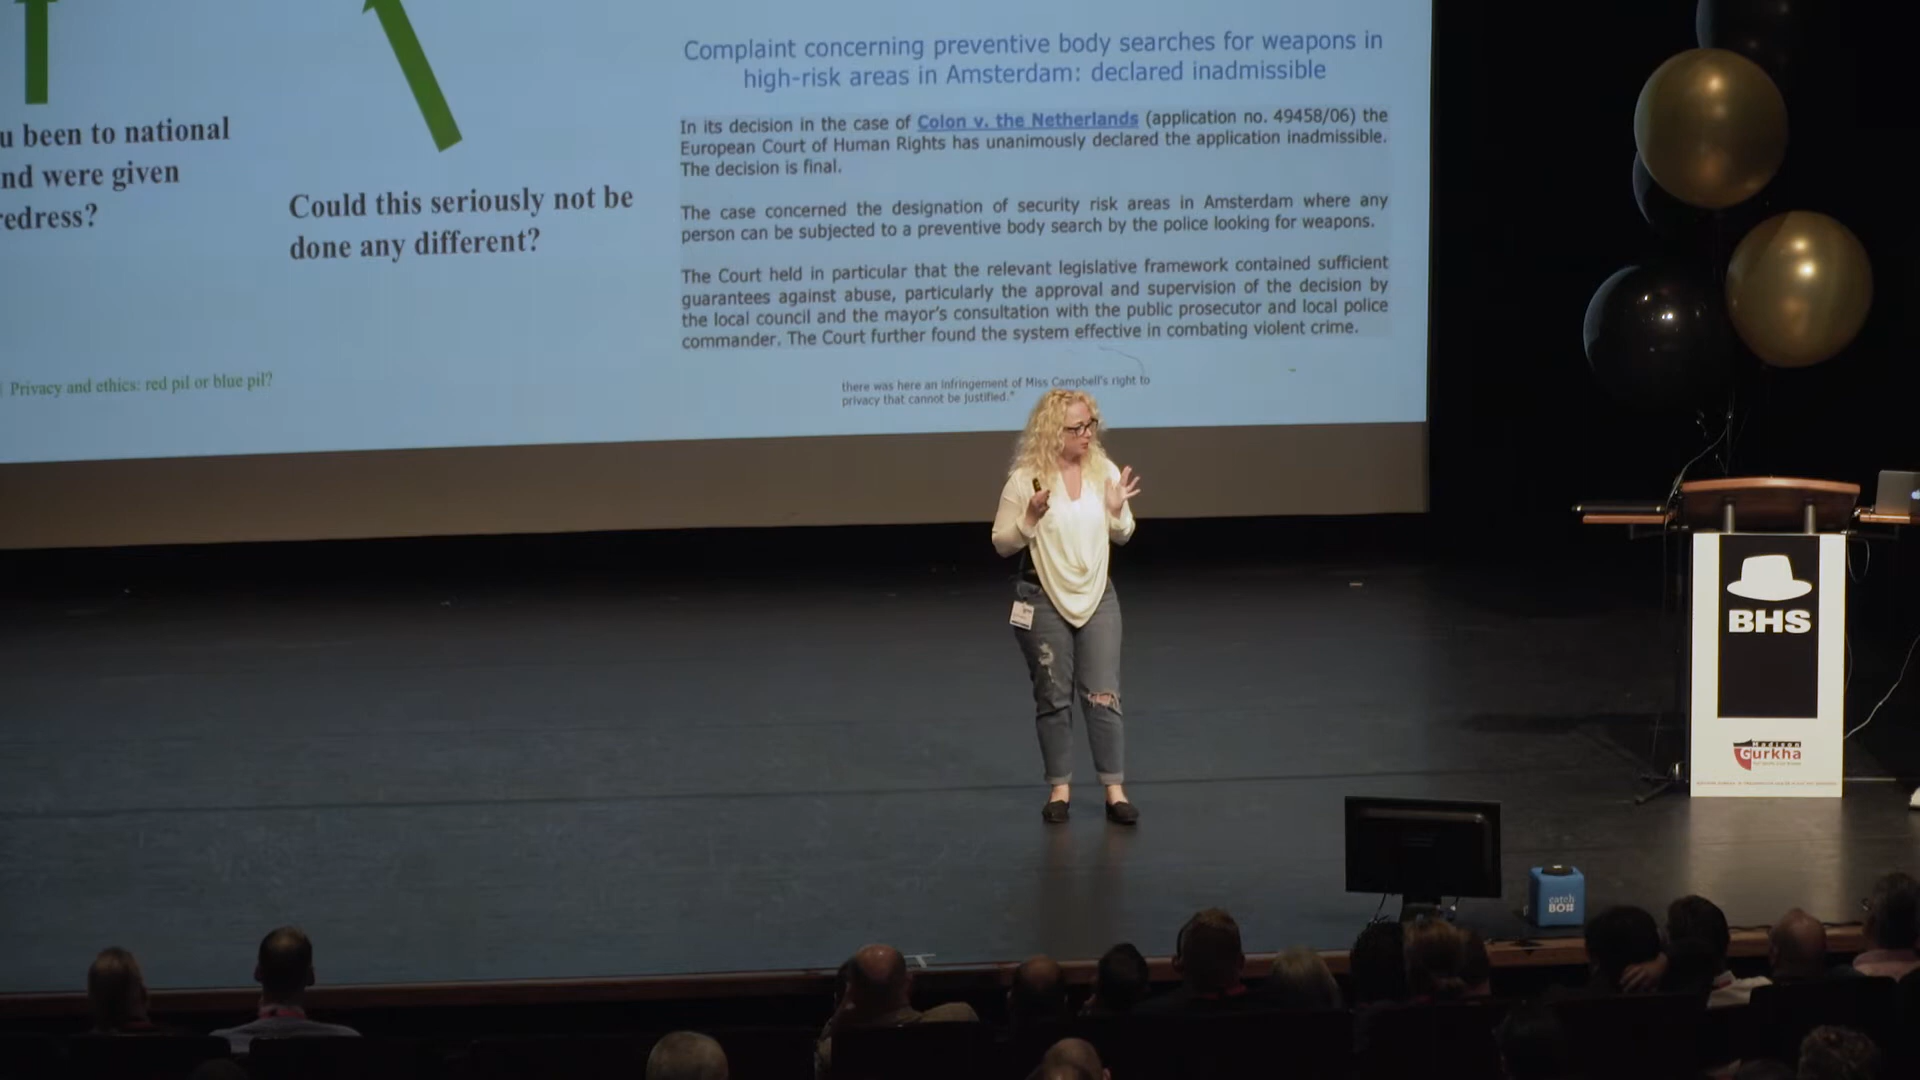 u been to national
nd were given
redress?
Could this seriously not be
done any different?
Privacy and ethics: red pil or blue pil?
Complaint concerning preventive body searches for weapons in
high-risk areas in Amsterdam: declared inadmissible
In its decision in the case of Colon v. the Netherlands (application no. 49458/06) the
European Court of Human Rights has unanimously declared the application inadmissible.
The decision is final.
The case concerned the designation of security risk areas in Amsterdam where any
person can be subjected to a preventive body search by the police looking for weapons.
The Court held in particular that the relevant legislative framework contained sufficient
guarantees against abuse, particularly the approval and supervision of the decision by
the local council and the mayor's consultation with the public prosecutor and local police
commander. The Court further found the system effective in combating violent crime.
there was here an infringement of Miss Campbell's right to
privacy that cannot be justified."
BHS
Madison
Gurkha
catch
BOX